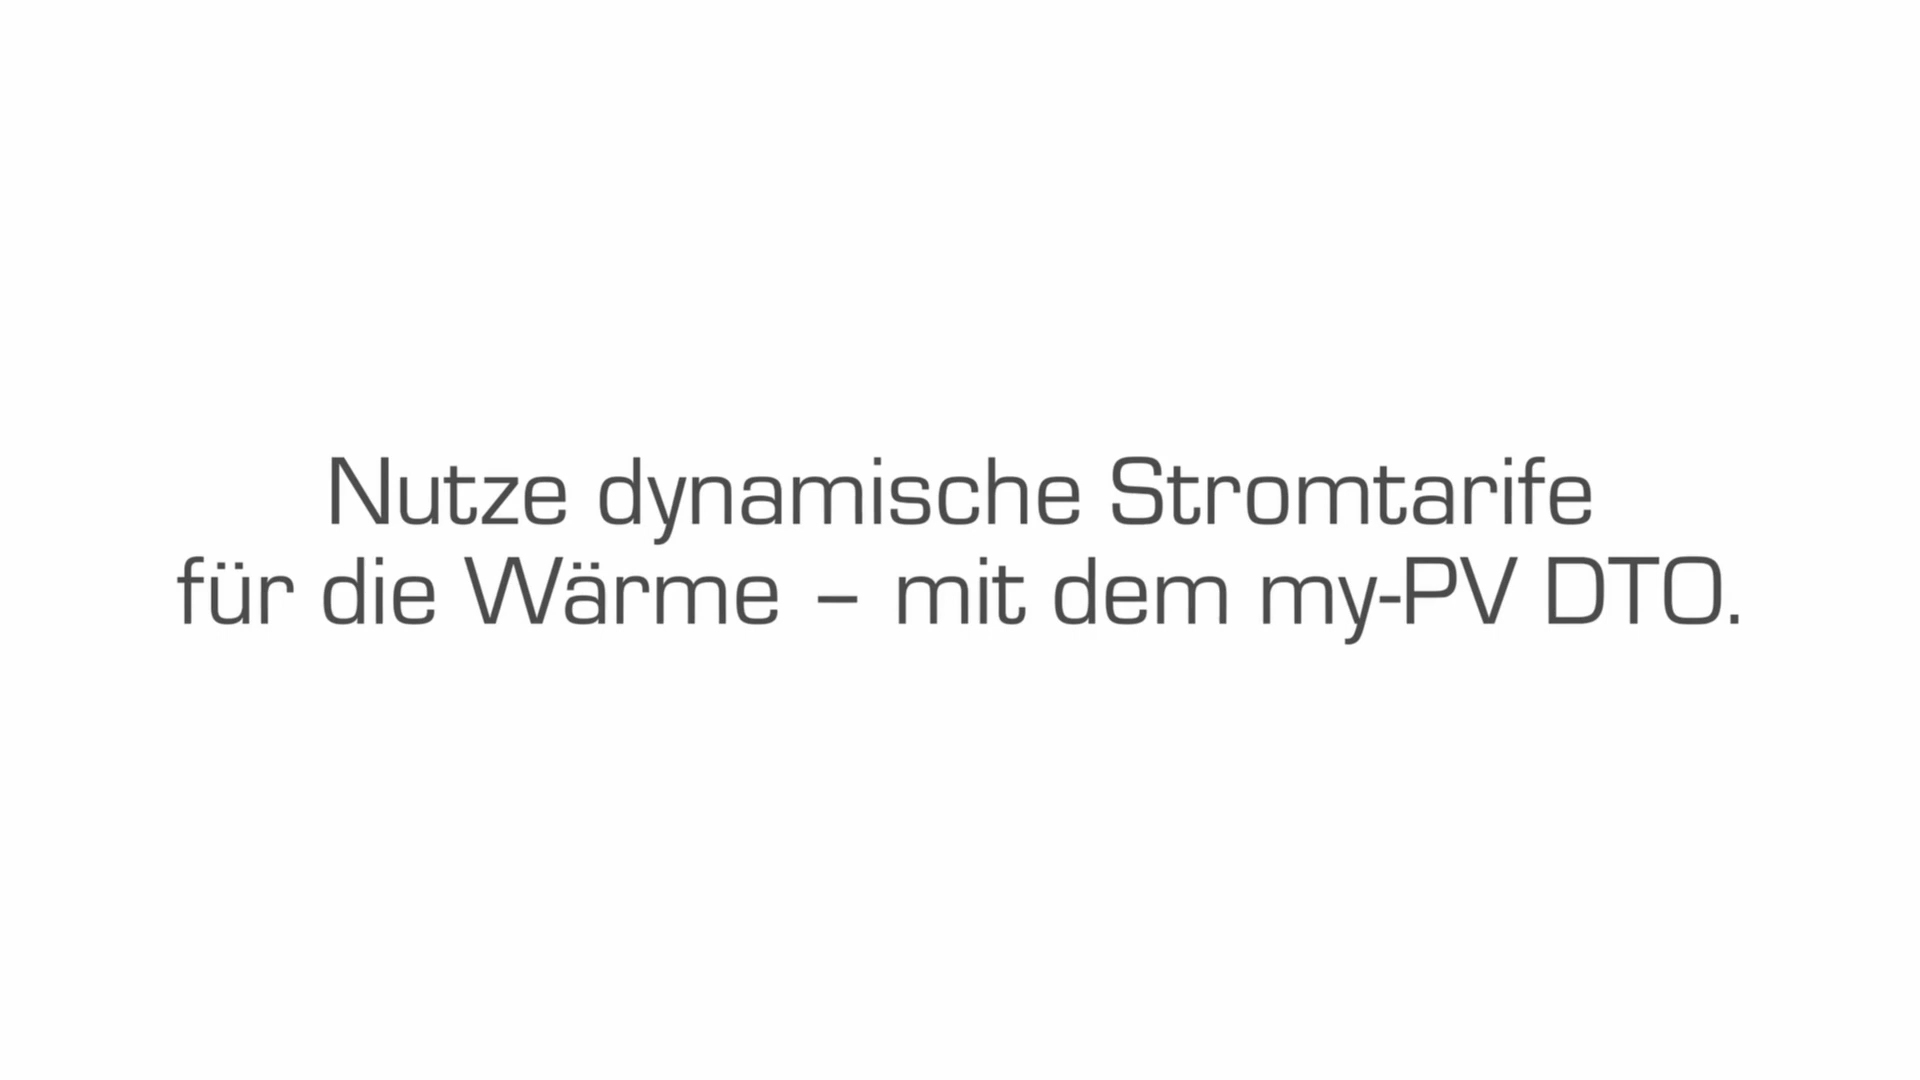 Nutze dynamische Stromtarife
für die Wärme – mit dem my-PV DTO.